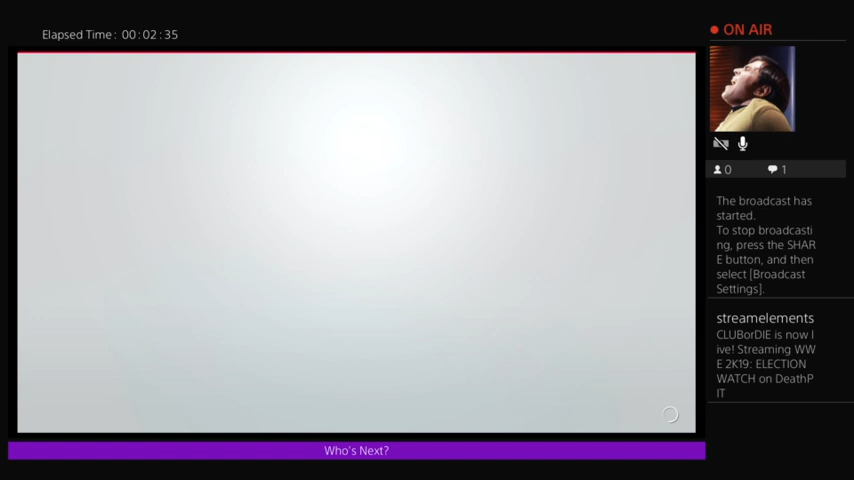 Elapsed Time: 00:02:35
ON AIR
0 1
The broadcast has
started.
To stop broadcasti
ng, press the SHAR
E button, and then
select [Broadcast
Settings].
streamelements
CLUBorDIE is now l
ive! Streaming WW
E 2K19: ELECTION
WATCH on DeathP
IT
Who's Next?